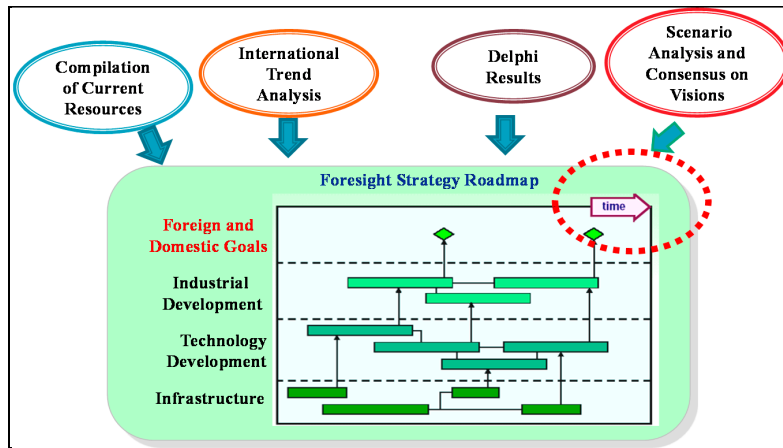 Compilation
of Current
Resources
International
Trend
Analysis
Delphi
Results
Scenario
Analysis and
Consensus on
Visions
Foresight Strategy Roadmap
time
Foreign and
Domestic Goals
Industrial
Development
Technology
Development
Infrastructure